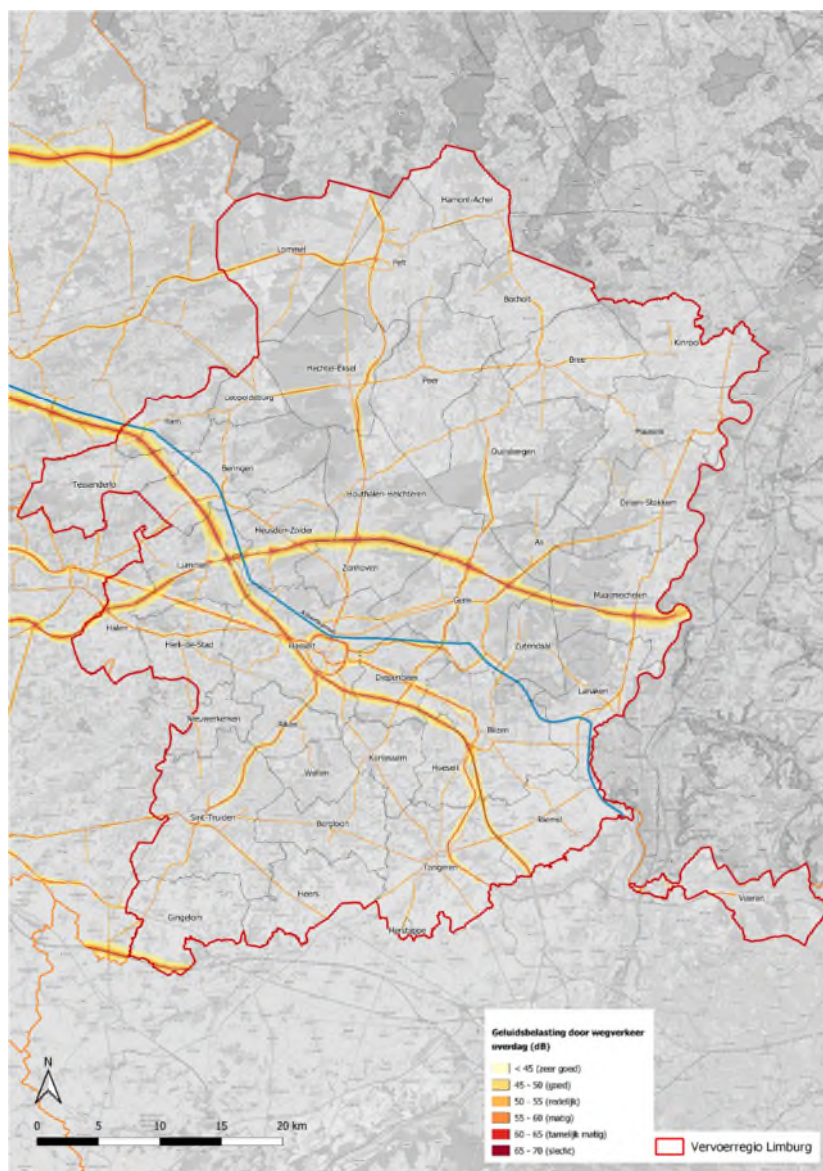 Hamont-Achel
Lommel
Pelt
Bocholt
Kinrooi
Bree
Hechtel-Eksel
Peer
Leopoldsburg
Ham
Maaseik
Oudsbergen
Beringen
Tessenderlo
Houthalen-Helchteren
Dilsen-Stokkem
Heusden-Zolder
As
Lummen
Zonhoven
Maasmechelen
Genk
Halen
Herk-de-Stad
Hasselt
Zutendaal
Diepenbeek
Lanaken
Nieuwerkerken
Alken
Bilzen
Kortessem
Hoeselt
Wellen
Sint-Truiden
Borgloon
Riemst
Tongeren
Heers
Voeren
Gingelom
Herstappe
Geluidsbelasting door wegverkeer
overdag (dB)
< 45 (zeer goed)
45 - 50 (goed)
50 - 55 (redelijk)
55 - 60 (matig)
60 - 65 (tamelijk matig)
65 - 70 (slecht)
Vervoerregio Limburg
N
0 5 10 15 20 km